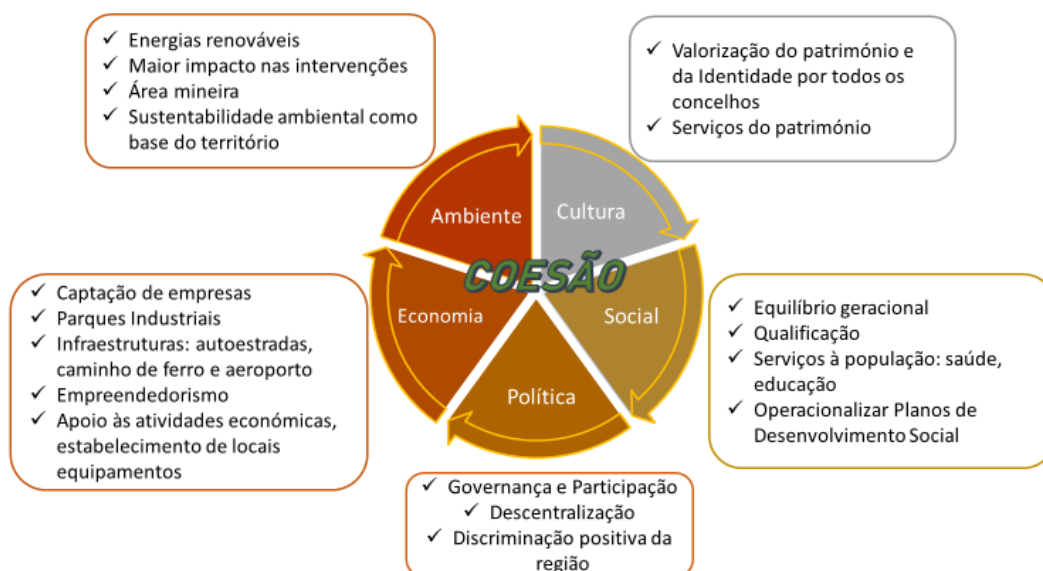 ✓ Energias renováveis
✓ Maior impacto nas intervenções
✓ Área mineira
✓ Sustentabilidade ambiental como
base do território
✓ Valorização do património e
da Identidade por todos os
concelhos
✓ Serviços do património
Ambiente
Cultura
COESÃO
Economia
Social
Política
✓ Captação de empresas
✓ Parques Industriais
✓ Infraestruturas: autoestradas,
caminho de ferro e aeroporto
✓ Empreendedorismo
✓ Apoio às atividades económicas,
estabelecimento de locais
equipamentos
✓ Equilíbrio geracional
✓ Qualificação
✓ Serviços à população: saúde,
educação
✓ Operacionalizar Planos de
Desenvolvimento Social
✓ Governança e Participação
✓ Descentralização
✓ Discriminação positiva da
região